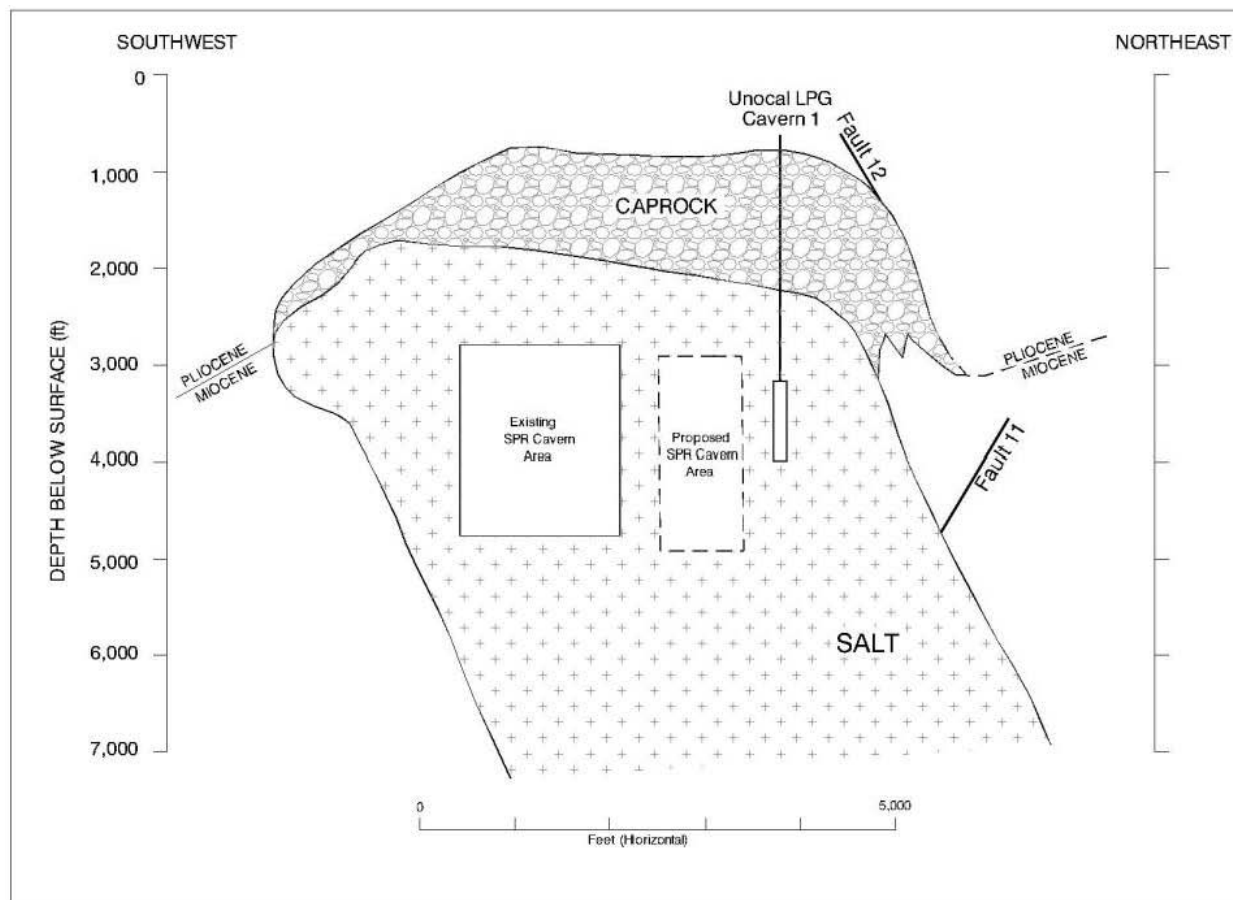 SOUTHWEST
NORTHEAST
0
1,000
2,000
3,000
4,000
5,000
6,000
7,000
DEPTH BELOW SURFACE (ft)
Unocal LPG
Cavern 1
Fault 12
CAPROCK
PLIOCENE
MIOCENE
PLIOCENE
MIOCENE
Existing
SPR Cavern
Area
Proposed
SPR Cavern
Area
Fault 11
SALT
0
5,000
Feet (Hlorizontal)